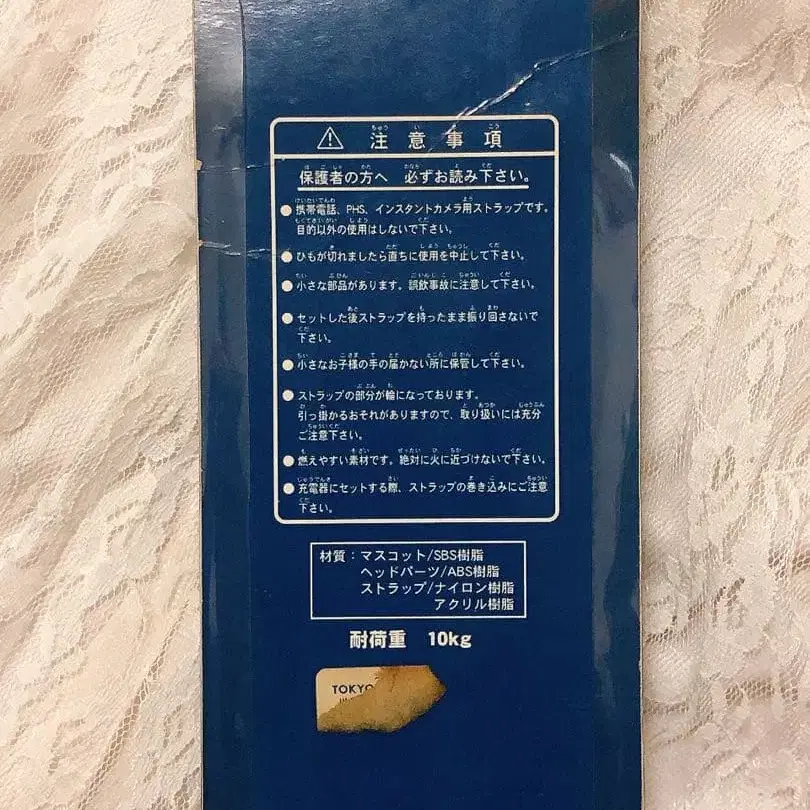 ⚠ 注意事項
保護者の方へ 必ずお読み下さい。
●携帯電話、PHS、インスタントカメラ用ストラップです。
目的以外の使用はしないで下さい。
●ひもが切れましたら直ちに使用を中止して下さい。
●小さな部品があります。誤飲事故に注意して下さい。
●セットした後ストラップを持ったまま振り回さないで
下さい。
●小さなお子様の手の届かない所に保管して下さい。
●ストラップの部分が輪になっております。
引っ掛かるおそれがありますので、取り扱いには充分
ご注意下さい。
●燃えやすい素材です。絶対に火に近づけないで下さい。
●充電器にセットする際、ストラップの巻き込みにご注意
下さい。
材質：マスコット/SBS樹脂
ヘッドパーツ/ABS樹脂
ストラップ/ナイロン樹脂
アクリル樹脂
耐荷重 10kg
TOKYO